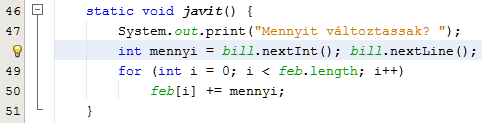 46 static void javit() {
47 System.out.print("Mennyit változtassak? ");
int mennyi = bill.nextInt(); bill.nextLine();
49 for (int i = 0; i < feb.length; i++)
50 feb[i] += mennyi;
51 }